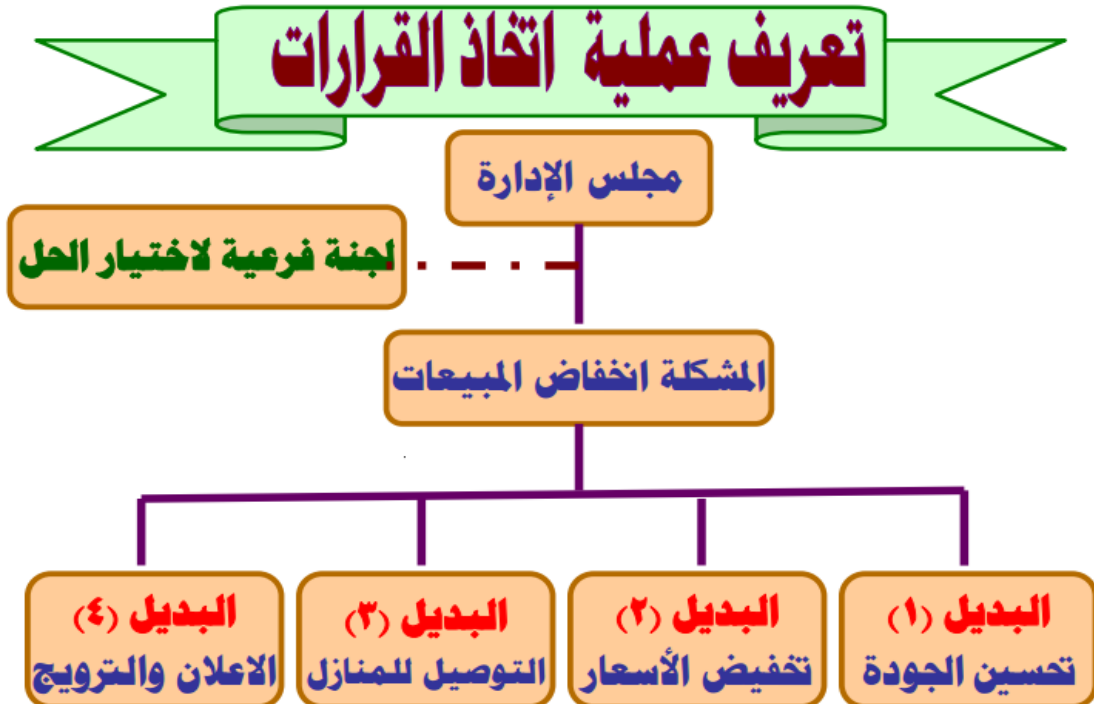 تعريف عملية اتخاذ القرارات
مجلس الإدارة
لجنة فرعية لاختيار الحل
المشكلة انخفاض المبيعات
البديل (١)
تحسين الجودة
البديل (٢)
تخفيض الأسعار
البديل (٣)
التوصيل للمنازل
البديل (٤)
الاعلان والترويج